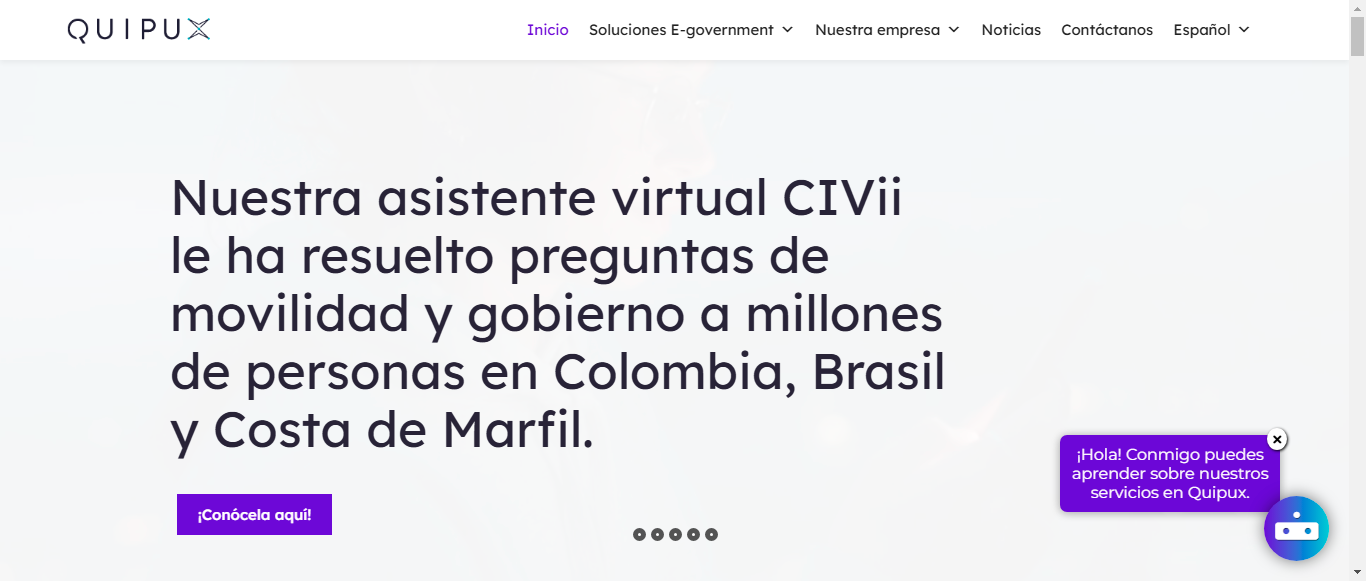 QUIPUX
Inicio
Soluciones E-government
Nuestra empresa
Noticias
Contáctanos
Español
Nuestra asistente virtual CIVii
le ha resuelto preguntas de
movilidad y gobierno a millones
de personas en Colombia, Brasil
y Costa de Marfil.
¡Conócela aquí!
¡Hola! Conmigo puedes
aprender sobre nuestros
servicios en Quipux.